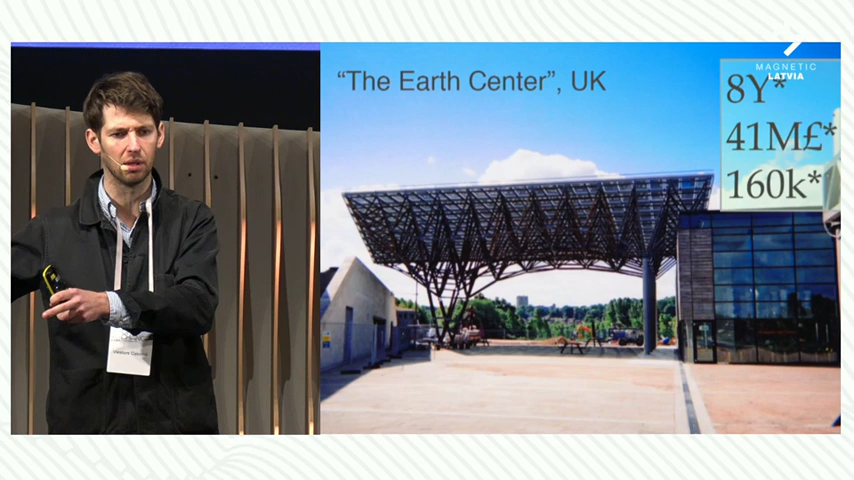 “The Earth Center”, UK
MAGNETIC
LATVIA
8Y*
41M£*
160k*